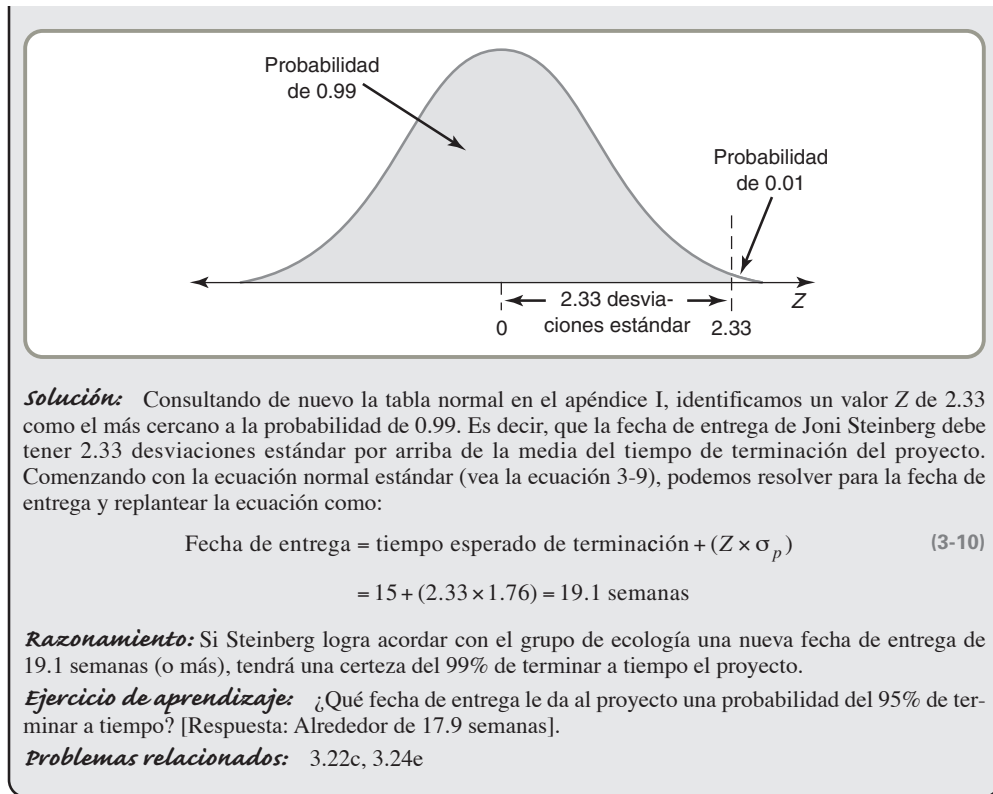 Probabilidad
de 0.99
Probabilidad
de 0.01
2.33 desvia-
ciones estándar
Z
0
2.33
Solución: Consultando de nuevo la tabla normal en el apéndice I, identificamos un valor Z de 2.33
como el más cercano a la probabilidad de 0.99. Es decir, que la fecha de entrega de Joni Steinberg debe
tener 2.33 desviaciones estándar por arriba de la media del tiempo de terminación del proyecto.
Comenzando con la ecuación normal estándar (vea la ecuación 3-9), podemos resolver para la fecha de
entrega y replantear la ecuación como:
Fecha de entrega = tiempo esperado de terminación + (Z × σp) (3-10)
= 15 + (2.33 × 1.76) = 19.1 semanas
Razonamiento: Si Steinberg logra acordar con el grupo de ecología una nueva fecha de entrega de
19.1 semanas (o más), tendrá una certeza del 99% de terminar a tiempo el proyecto.
Ejercicio de aprendizaje: ¿Qué fecha de entrega le da al proyecto una probabilidad del 95% de ter-
minar a tiempo? [Respuesta: Alrededor de 17.9 semanas].
Problemas relacionados: 3.22c, 3.24e